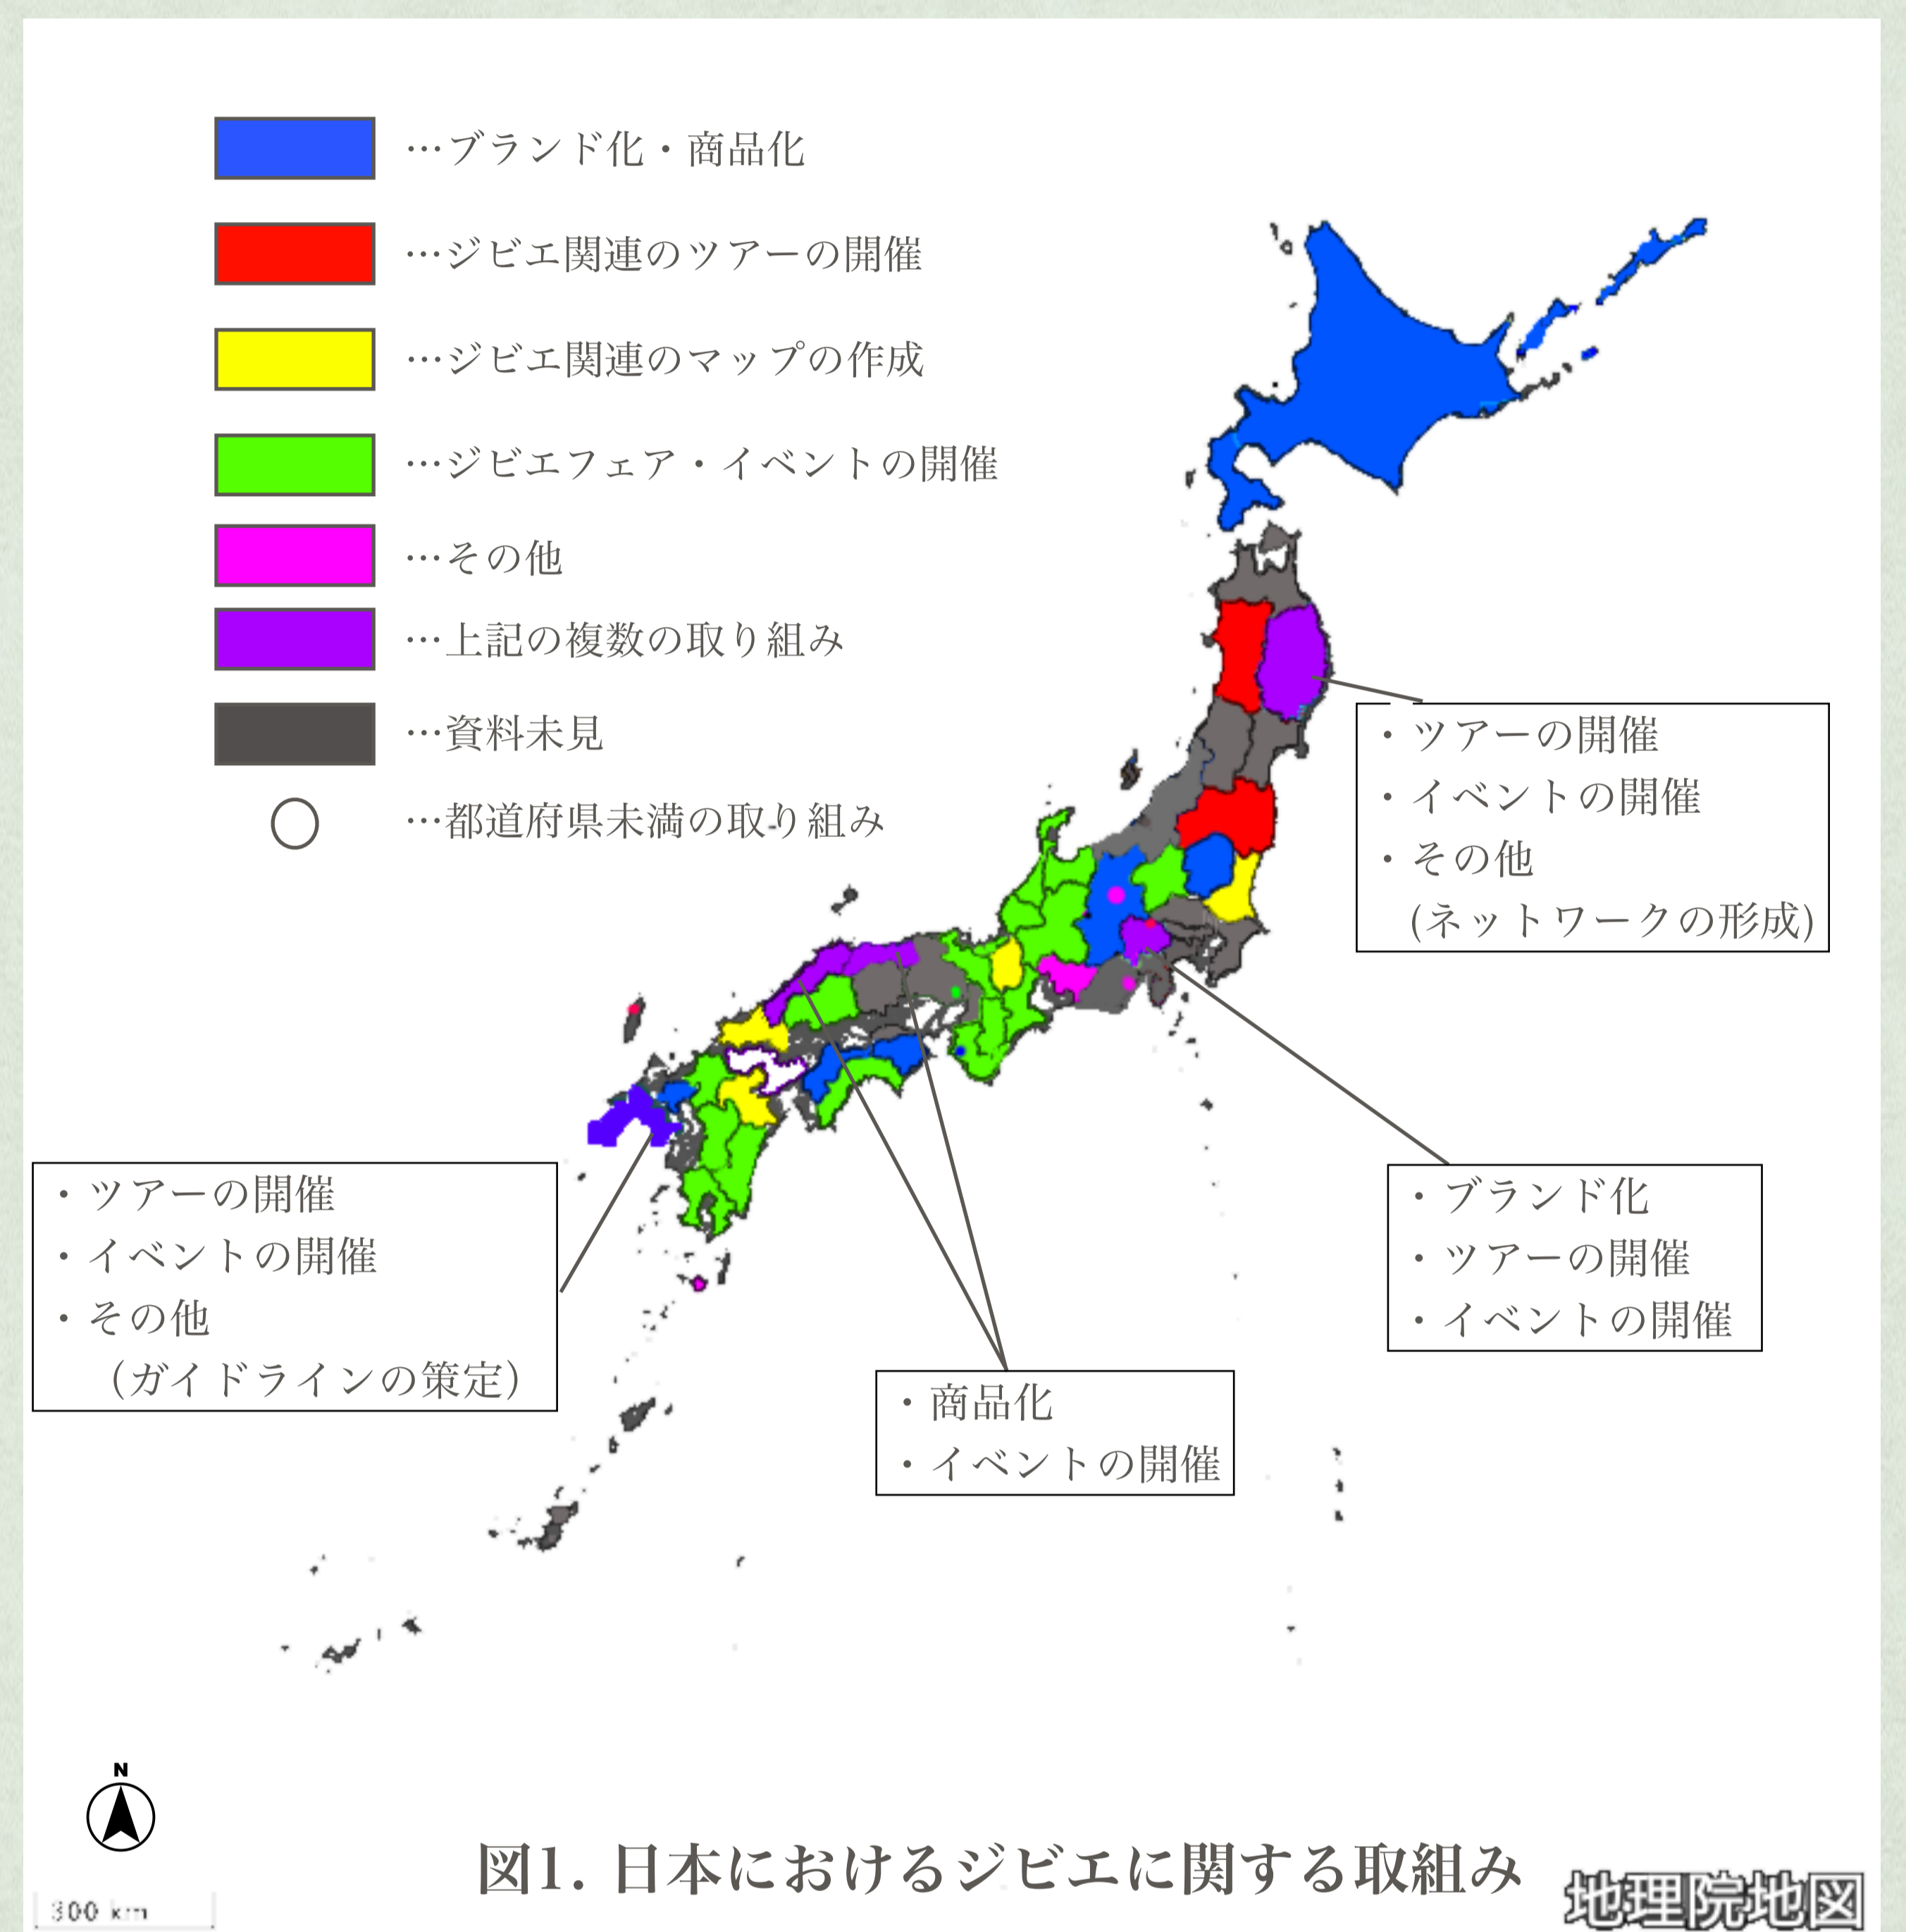 …ブランド化・商品化
…ジビエ関連のツアーの開催
…ジビエ関連のマップの作成
…ジビエフェア・イベントの開催
…その他
…上記の複数の取り組み
…資料未見
…都道府県未満の取り組み
・ツアーの開催
・イベントの開催
・その他
(ネットワークの形成)
・ツアーの開催
・イベントの開催
・その他
（ガイドラインの策定）
・ブランド化
・ツアーの開催
・イベントの開催
・商品化
・イベントの開催
N
図1. 日本におけるジビエに関する取組み
300 km
地理院地図